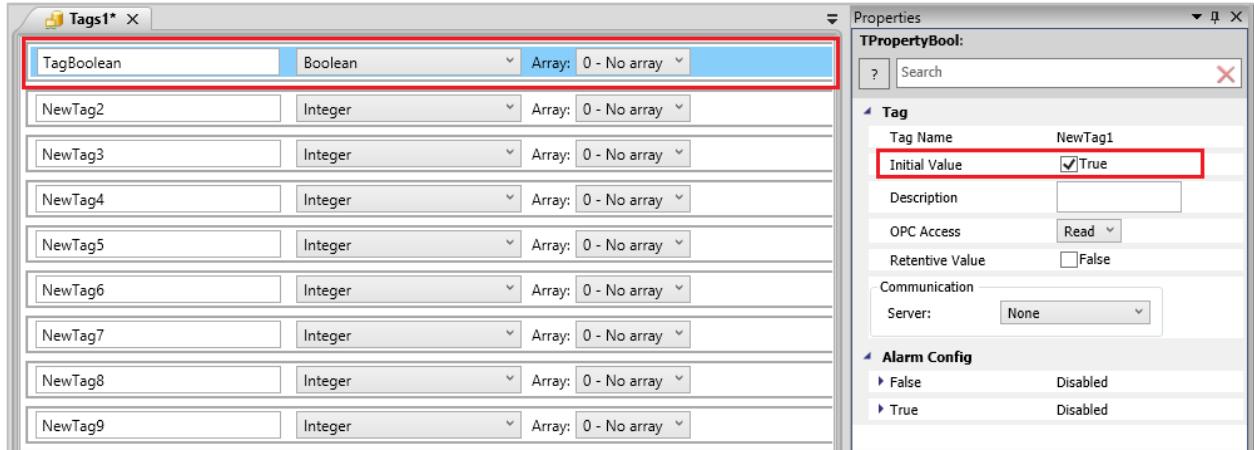 Tags1*
TagBoolean Boolean Array: 0 - No array
NewTag2 Integer Array: 0 - No array
NewTag3 Integer Array: 0 - No array
NewTag4 Integer Array: 0 - No array
NewTag5 Integer Array: 0 - No array
NewTag6 Integer Array: 0 - No array
NewTag7 Integer Array: 0 - No array
NewTag8 Integer Array: 0 - No array
NewTag9 Integer Array: 0 - No array
Properties
TPropertyBool:
? Search
Tag
Tag Name NewTag1
Initial Value True
Description
OPC Access Read
Retentive Value False
Communication
Server: None
Alarm Config
False Disabled
True Disabled